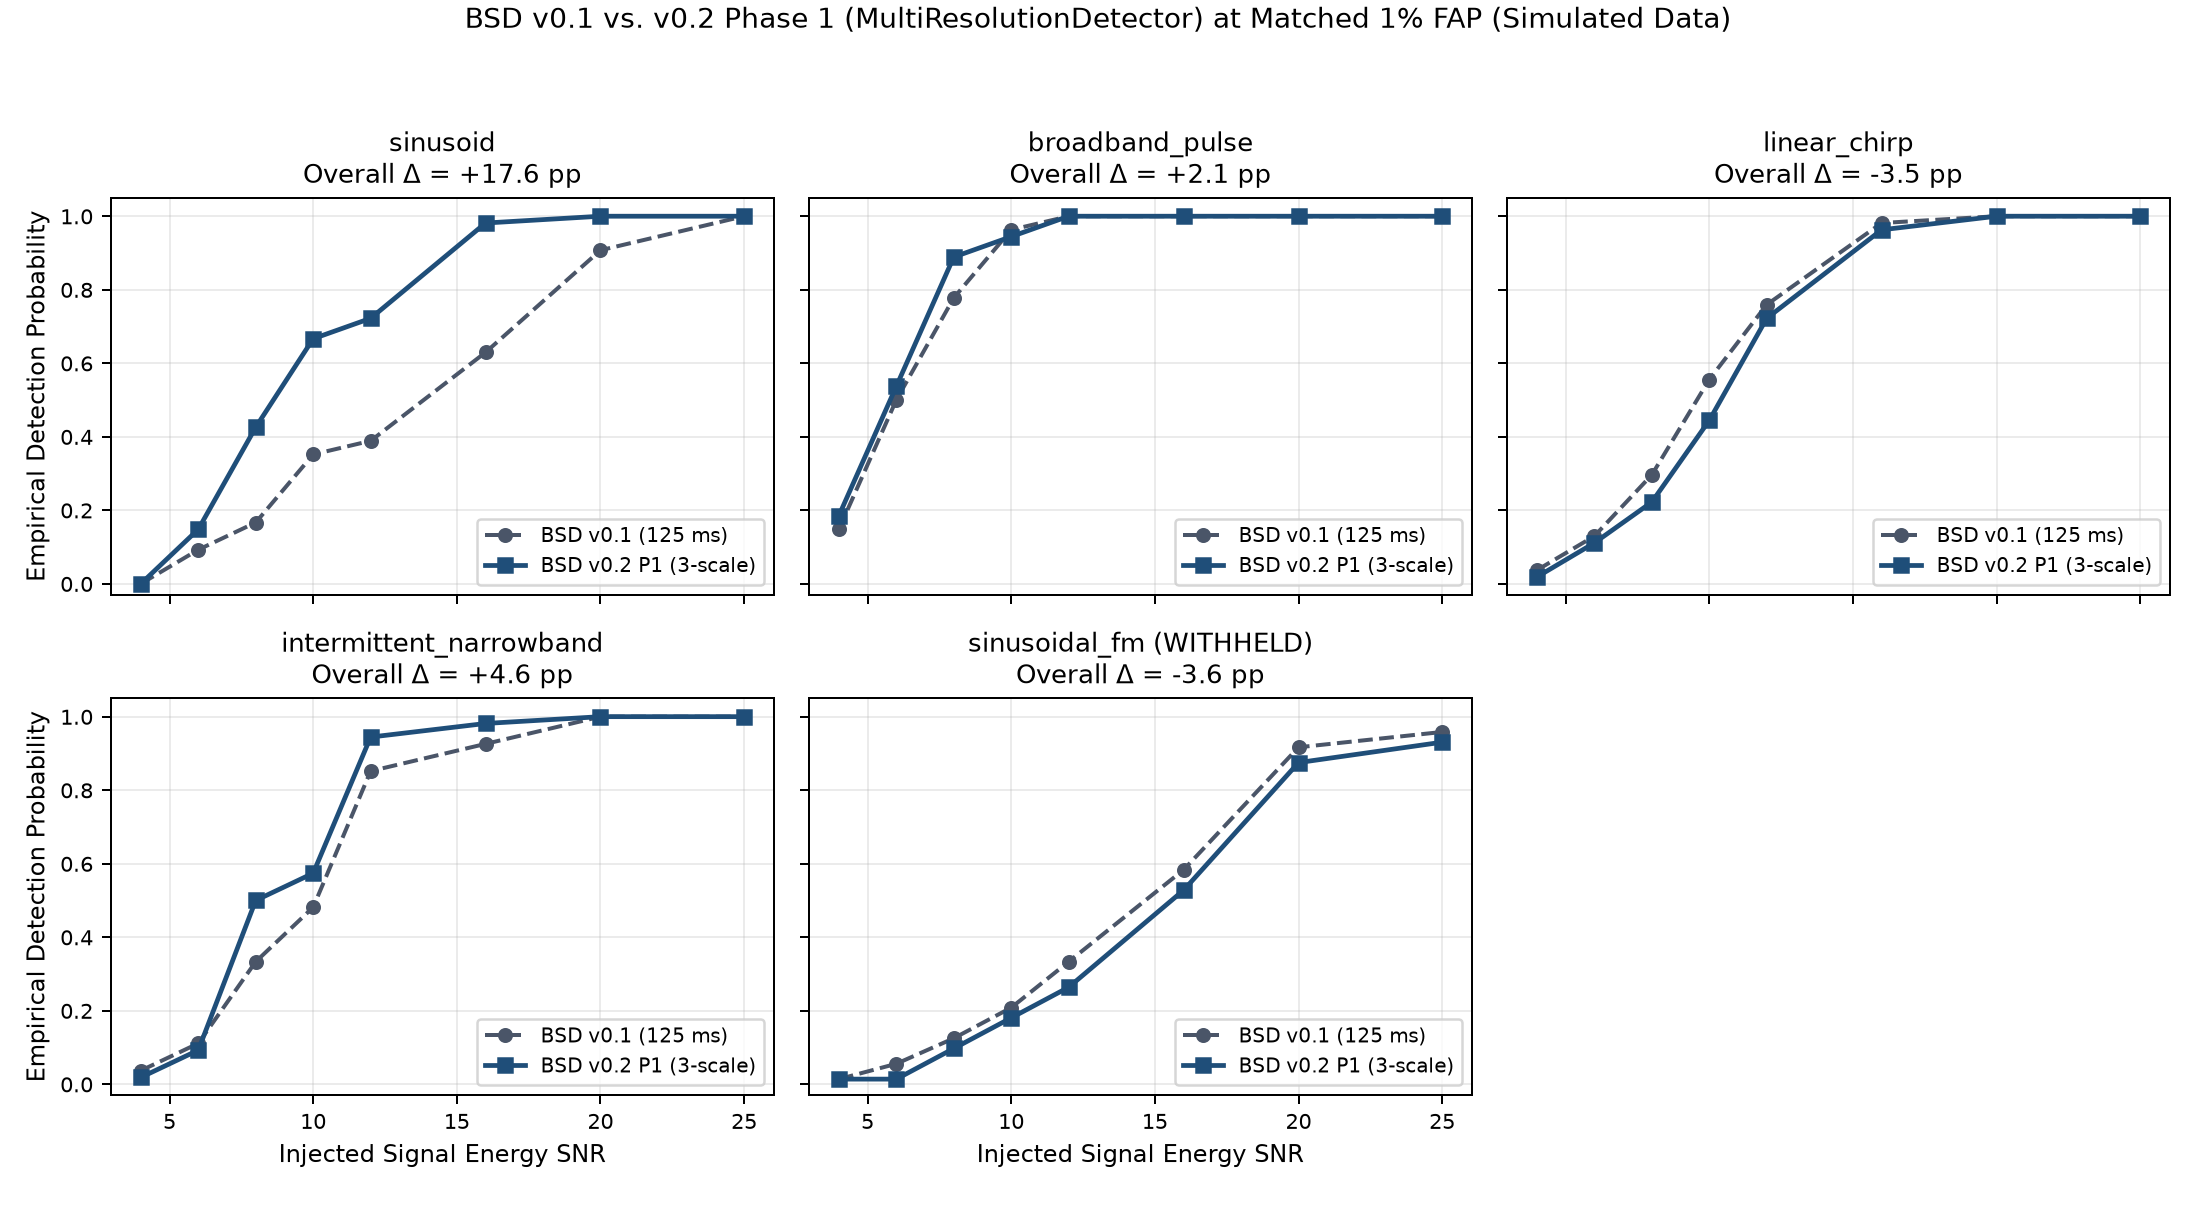 BSD v0.1 vs. v0.2 Phase 1 (MultiResolutionDetector) at Matched 1% FAP (Simulated Data)
sinusoid
Overall Δ = +17.6 pp
Empirical Detection Probability
1.0
0.8
0.6
0.4
0.2
0.0
BSD v0.1 (125 ms)
BSD v0.2 P1 (3-scale)
broadband_pulse
Overall Δ = +2.1 pp
BSD v0.1 (125 ms)
BSD v0.2 P1 (3-scale)
linear_chirp
Overall Δ = -3.5 pp
BSD v0.1 (125 ms)
BSD v0.2 P1 (3-scale)
intermittent_narrowband
Overall Δ = +4.6 pp
Empirical Detection Probability
1.0
0.8
0.6
0.4
0.2
0.0
BSD v0.1 (125 ms)
BSD v0.2 P1 (3-scale)
5 10 15 20 25
Injected Signal Energy SNR
sinusoidal_fm (WITHHELD)
Overall Δ = -3.6 pp
BSD v0.1 (125 ms)
BSD v0.2 P1 (3-scale)
5 10 15 20 25
Injected Signal Energy SNR